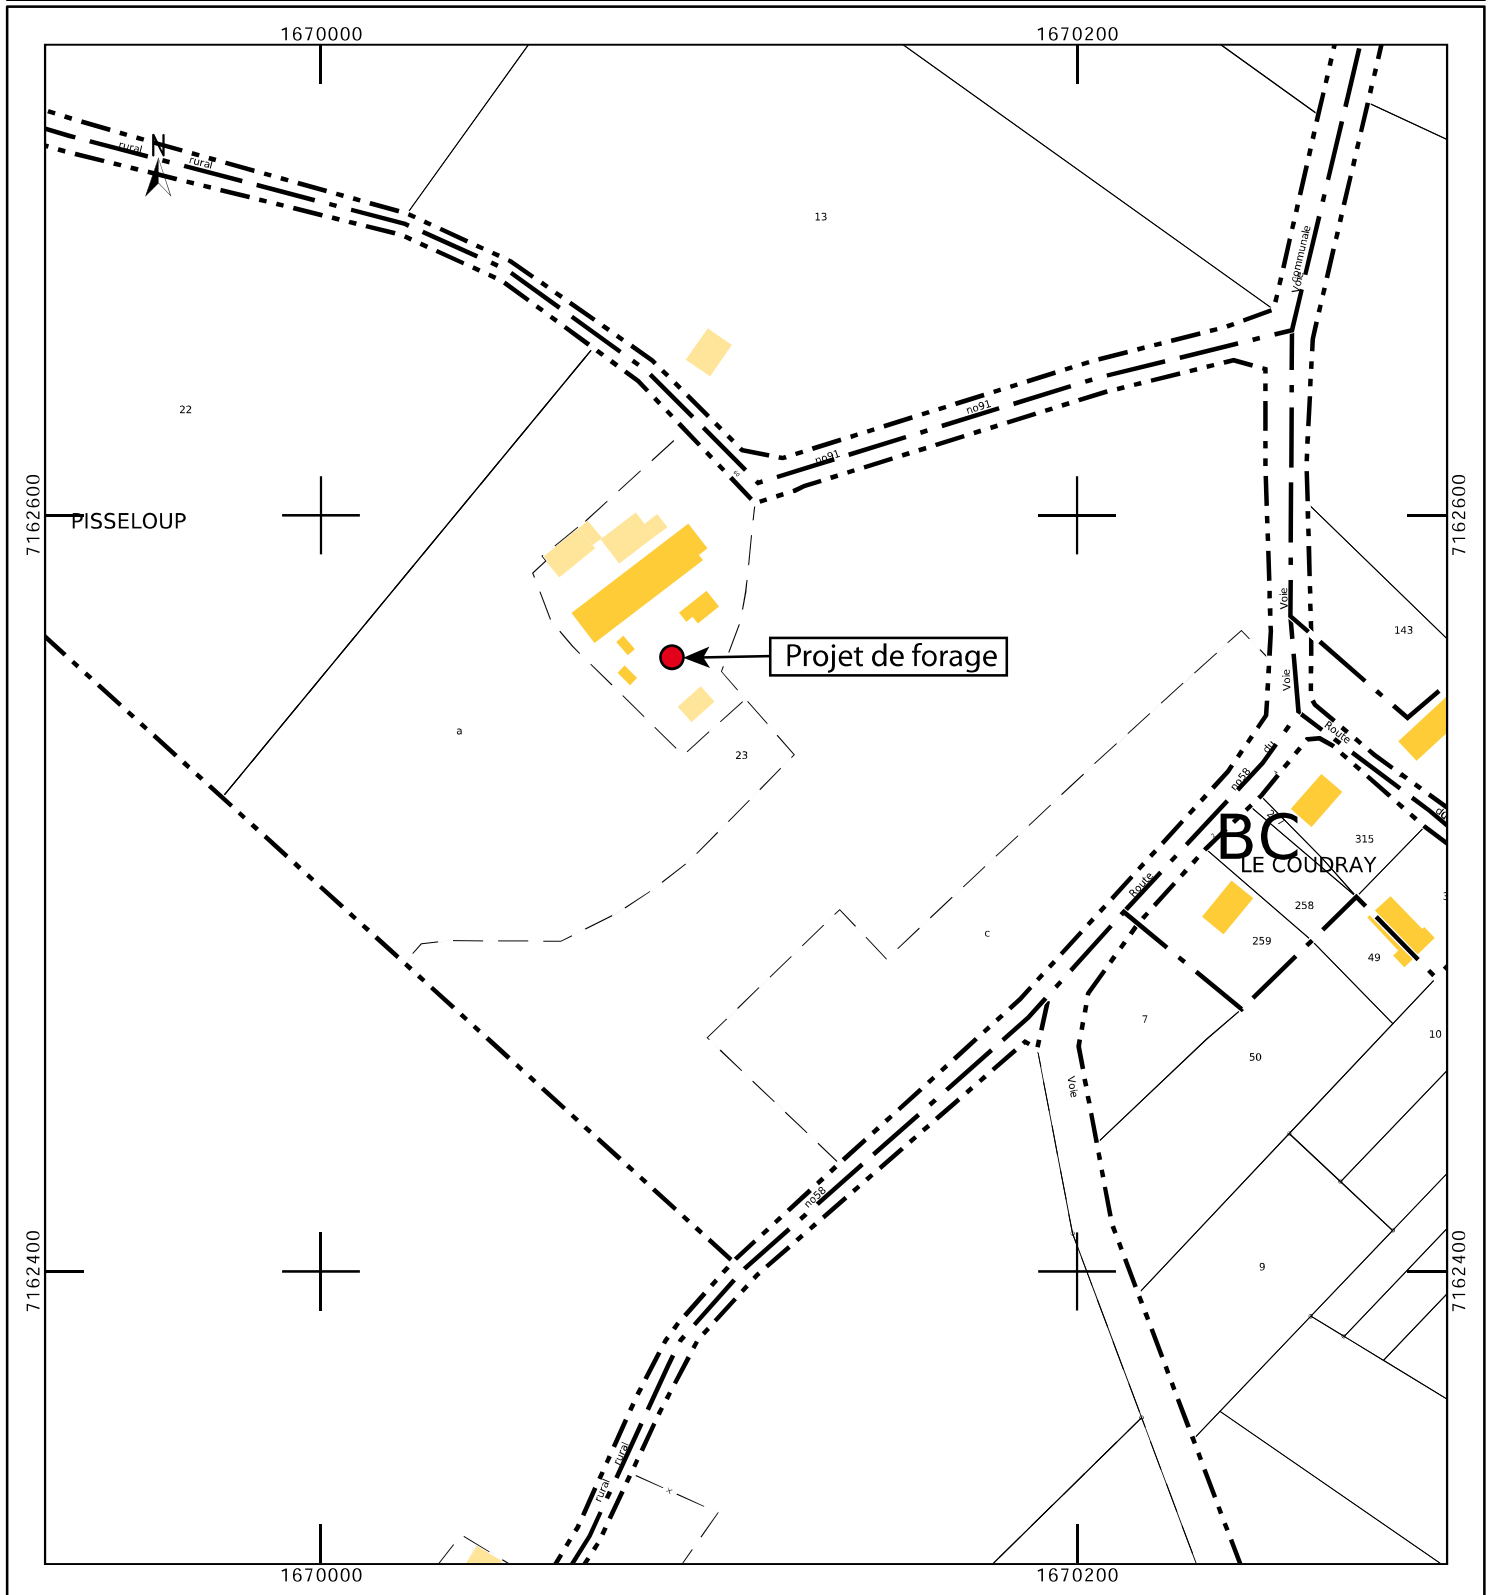 1670000
1670200
N
rural
rural
13
Voie
communale
22
no91
no91
7162600
PISSELOUP
7162600
Voie
143
Projet de forage
Voie
a
23
Route
du
no58
BC
315
LE COUDRAY
Route
258
259
49
c
7
10
50
Voie
no58
7162400
9
7162400
rural
rural
1670000
1670200